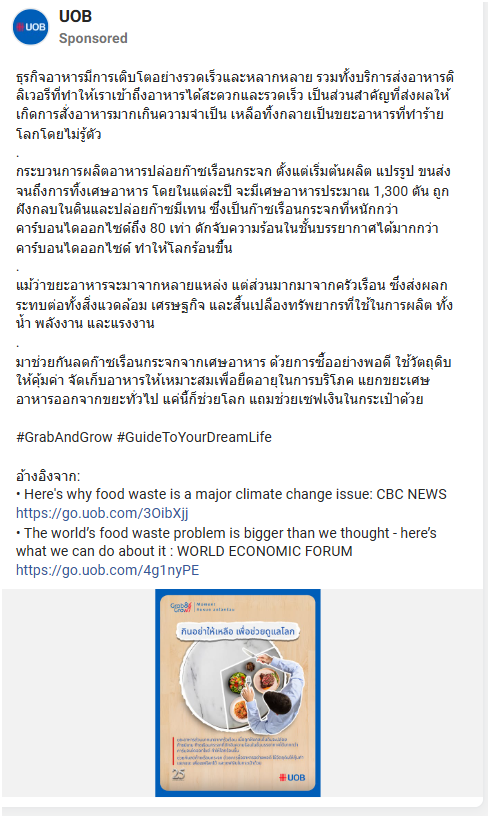 UOB
UOB
Sponsored
ธุรกิจอาหารมีการเติบโตอย่างรวดเร็วและหลากหลาย รวมทั้งบริการส่งอาหารดิ
ลิเวอรีที่ทำให้เราเข้าถึงอาหารได้สะดวกและรวดเร็ว เป็นส่วนสำคัญที่ส่งผลให้
เกิดการสั่งอาหารมากเกินความจำเป็น เหลือทิ้งกลายเป็นขยะอาหารที่ทำร้าย
โลกโดยไม่รู้ตัว
.
กระบวนการผลิตอาหารปล่อยก๊าซเรือนกระจก ตั้งแต่เริ่มต้นผลิต แปรรูป ขนส่ง
จนถึงการทิ้งเศษอาหาร โดยในแต่ละปี จะมีเศษอาหารประมาณ 1,300 ตัน ถูก
ฝังกลบในดินและปล่อยก๊าซมีเทน ซึ่งเป็นก๊าซเรือนกระจกที่หนักกว่า
คาร์บอนไดออกไซด์ถึง 80 เท่า ดักจับความร้อนในชั้นบรรยากาศได้มากกว่า
คาร์บอนไดออกไซด์ ทำให้โลกร้อนขึ้น
.
แม้ว่าขยะอาหารจะมาจากหลายแหล่ง แต่ส่วนมากมาจากครัวเรือน ซึ่งส่งผลก
ระทบต่อทั้งสิ่งแวดล้อม เศรษฐกิจ และสิ้นเปลืองทรัพยากรที่ใช้ในการผลิต ทั้ง
น้ำ พลังงาน และแรงงาน
.
มาช่วยกันลดก๊าซเรือนกระจกจากเศษอาหาร ด้วยการซื้ออย่างพอดี ใช้วัตถุดิบ
ให้คุ้มค่า จัดเก็บอาหารให้เหมาะสมเพื่อยืดอายุในการบริโภค แยกขยะเศษ
อาหารออกจากขยะทั่วไป แค่นี้ก็ช่วยโลก แถมช่วยเซฟเงินในกระเป๋าด้วย
#GrabAndGrow #GuideToYourDreamLife
อ้างอิงจาก:
• Here's why food waste is a major climate change issue: CBC NEWS
https://go.uob.com/3OibXjj
• The world’s food waste problem is bigger than we thought - here’s
what we can do about it : WORLD ECONOMIC FORUM
https://go.uob.com/4g1nyPE
Grab&
Grow
กินอย่าให้เหลือ เพื่อช่วยดูแลโลก
25
UOB